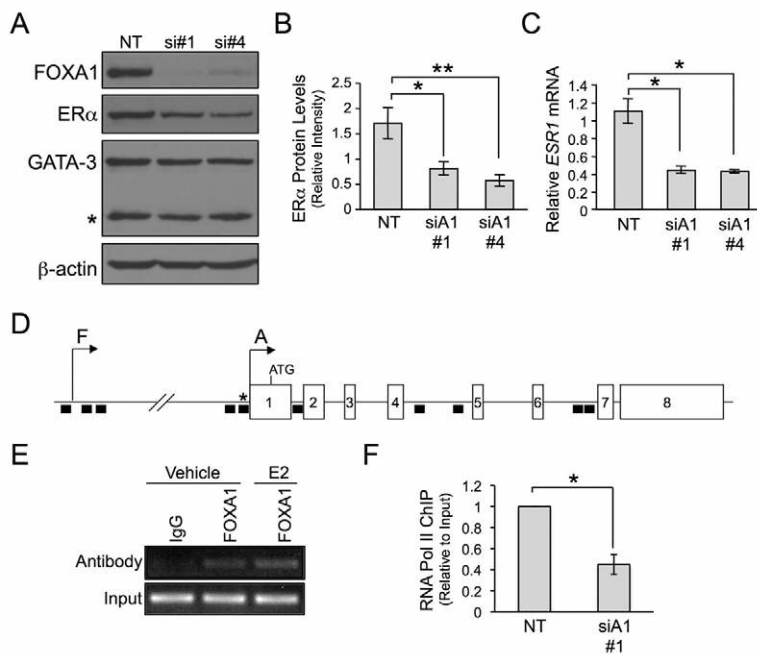 A
NT si#1 si#4
FOXA1
ERα
GATA-3
*
β-actin
B
ERα Protein Levels
(Relative Intensity)
2.5
2
1.5
1
0.5
0
*
**
NT
siA1
#1
siA1
#4
C
Relative ESR1 mRNA
1.4
1.2
1
0.8
0.6
0.4
0.2
0
*
*
NT
siA1
#1
siA1
#4
D
F
A
ATG
*
1 2 3 4 5 6 7 8
E
Vehicle E2
IgG FOXA1 FOXA1
Antibody
Input
F
RNA Pol II ChIP
(Relative to Input)
1.2
1
0.8
0.6
0.4
0.2
0
*
NT
siA1
#1